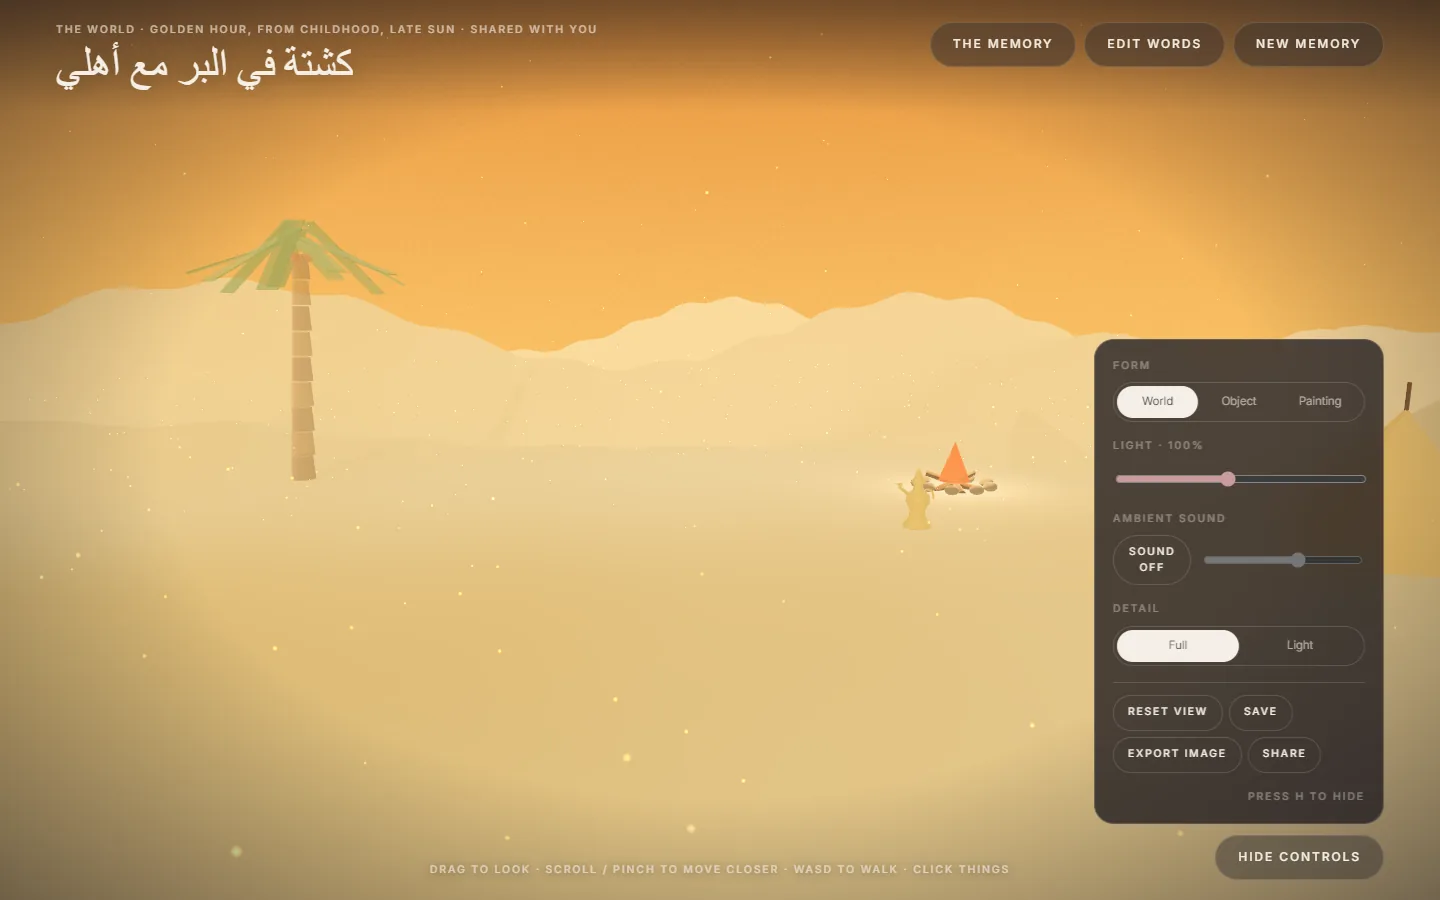 THE WORLD · GOLDEN HOUR, FROM CHILDHOOD, LATE SUN · SHARED WITH YOU
كشتة في البر مع أهلي
THE MEMORY
EDIT WORDS
NEW MEMORY
FORM
World
Object
Painting
LIGHT · 100%
AMBIENT SOUND
SOUND
OFF
DETAIL
Full
Light
RESET VIEW
SAVE
EXPORT IMAGE
SHARE
PRESS H TO HIDE
HIDE CONTROLS
DRAG TO LOOK · SCROLL / PINCH TO MOVE CLOSER · WASD TO WALK · CLICK THINGS